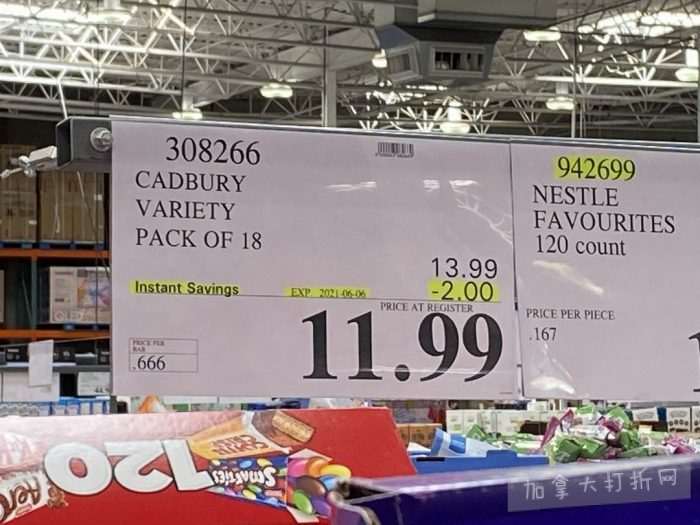 308266
CADBURY
VARIETY
PACK OF 18
13.99
Instant Savings
EXP. 2021-06-06
-2.00
PRICE AT REGISTER
11.99
PRICE PER
BAR
.666
942699
NESTLE
FAVOURITES
120 count
PRICE PER PIECE
.167
120
SMARTIES
Aero
加拿大打折网